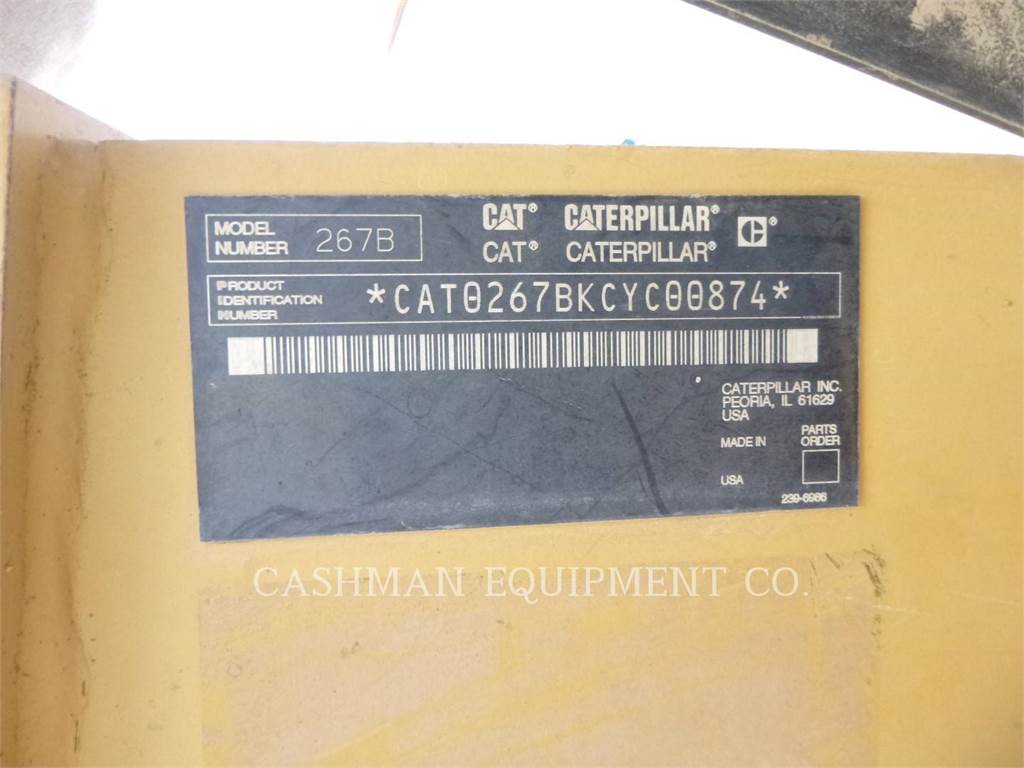 MODEL NUMBER 267B
CAT® CATERPILLAR®
CAT® CATERPILLAR®
PRODUCT IDENTIFICATION NUMBER *CAT0267BKCYC00874*
CATERPILLAR INC.
PEORIA, IL 61629
USA
MADE IN
USA
PARTS
ORDER
239-6986
CASHMAN EQUIPMENT CO.